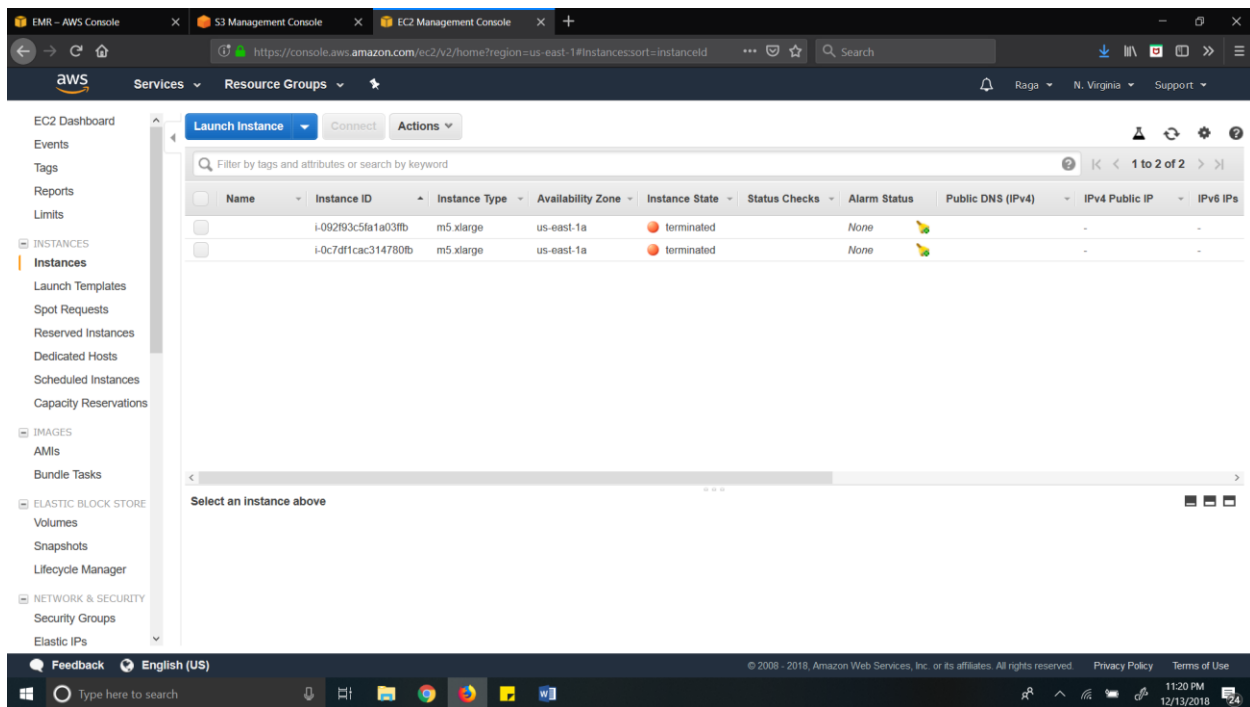 EMR – AWS Console
S3 Management Console
EC2 Management Console
https://console.aws.amazon.com/ec2/v2/home?region=us-east-1#Instances:sort=instanceId
Search
aws
Services
Resource Groups
Raga
N. Virginia
Support
EC2 Dashboard
Events
Tags
Reports
Limits
INSTANCES
Instances
Launch Templates
Spot Requests
Reserved Instances
Dedicated Hosts
Scheduled Instances
Capacity Reservations
IMAGES
AMIs
Bundle Tasks
ELASTIC BLOCK STORE
Volumes
Snapshots
Lifecycle Manager
NETWORK & SECURITY
Security Groups
Elastic IPs
Launch Instance Connect Actions
Filter by tags and attributes or search by keyword
1 to 2 of 2
Name Instance ID Instance Type Availability Zone Instance State Status Checks Alarm Status Public DNS (IPv4) IPv4 Public IP IPv6 IPs
i-092f93c5fa1a03ffb m5.xlarge us-east-1a terminated None - -
i-0c7df1cac314780fb m5.xlarge us-east-1a terminated None - -
Select an instance above
Feedback English (US)
© 2008 - 2018, Amazon Web Services, Inc. or its affiliates. All rights reserved. Privacy Policy Terms of Use
Type here to search
11:20 PM
12/13/2018
24